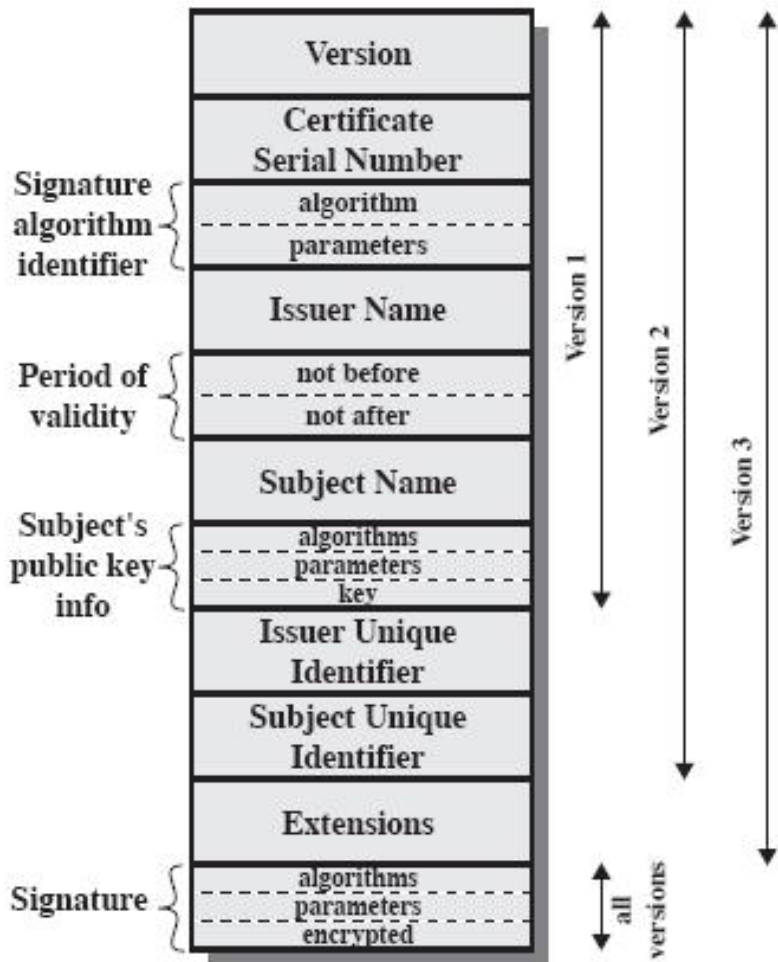 Version
Certificate
Serial Number
Signature
algorithm
identifier
algorithm
parameters
Issuer Name
Period of
validity
not before
not after
Subject Name
Subject's
public key
info
algorithms
parameters
key
Issuer Unique
Identifier
Subject Unique
Identifier
Extensions
Signature
algorithms
parameters
encrypted
Version 1
Version 2
Version 3
all
versions